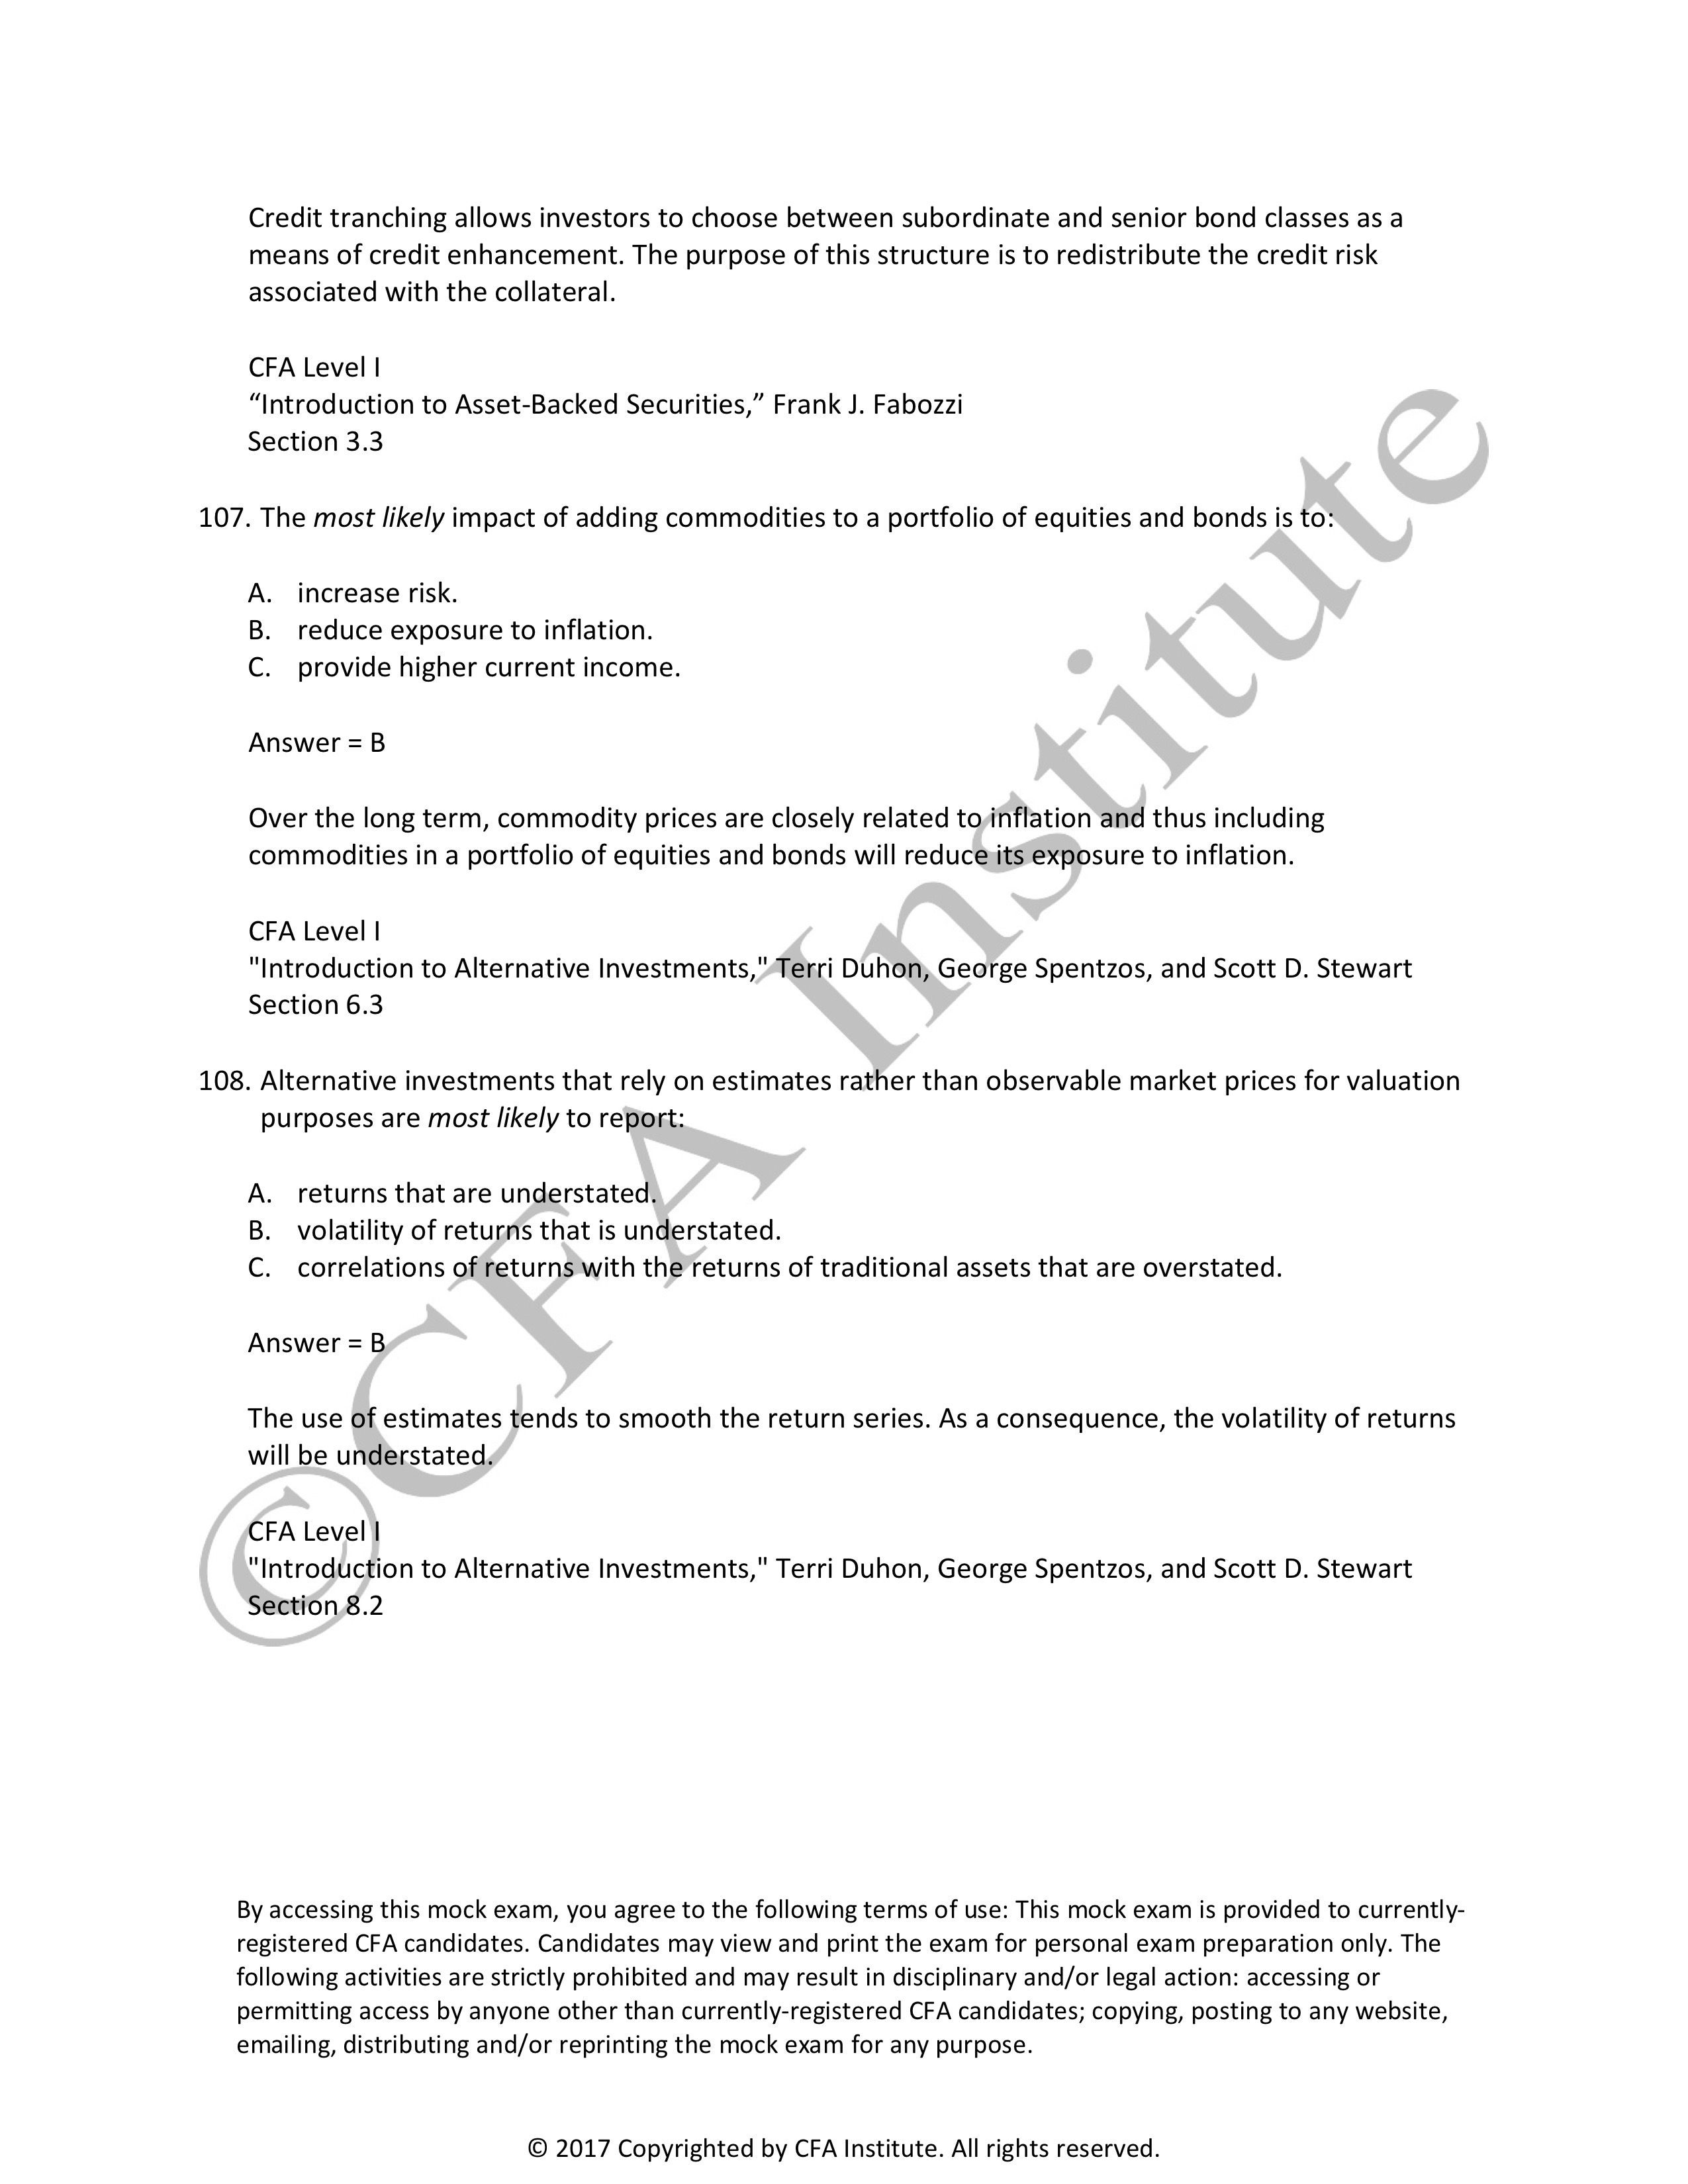 Credit tranching allows investors to choose between subordinate and senior bond classes as a
means of credit enhancement. The purpose of this structure is to redistribute the credit risk
associated with the collateral.
CFA Level I
“Introduction to Asset-Backed Securities,” Frank J. Fabozzi
Section 3.3
107. The most likely impact of adding commodities to a portfolio of equities and bonds is to:
A. increase risk.
B. reduce exposure to inflation.
C. provide higher current income.
Answer = B
Over the long term, commodity prices are closely related to inflation and thus including
commodities in a portfolio of equities and bonds will reduce its exposure to inflation.
CFA Level I
"Introduction to Alternative Investments," Terri Duhon, George Spentzos, and Scott D. Stewart
Section 6.3
108. Alternative investments that rely on estimates rather than observable market prices for valuation
purposes are most likely to report:
A. returns that are understated.
B. volatility of returns that is understated.
C. correlations of returns with the returns of traditional assets that are overstated.
Answer = B
The use of estimates tends to smooth the return series. As a consequence, the volatility of returns
will be understated.
CFA Level I
"Introduction to Alternative Investments," Terri Duhon, George Spentzos, and Scott D. Stewart
Section 8.2
©CFA Institute
By accessing this mock exam, you agree to the following terms of use: This mock exam is provided to currently-
registered CFA candidates. Candidates may view and print the exam for personal exam preparation only. The
following activities are strictly prohibited and may result in disciplinary and/or legal action: accessing or
permitting access by anyone other than currently-registered CFA candidates; copying, posting to any website,
emailing, distributing and/or reprinting the mock exam for any purpose.
© 2017 Copyrighted by CFA Institute. All rights reserved.